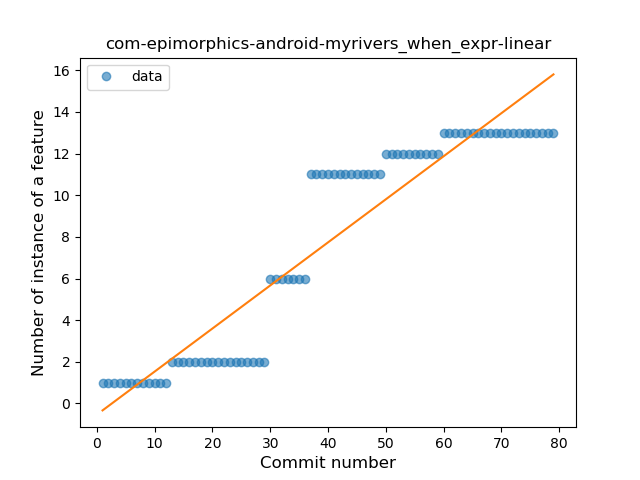 com-epimorphics-android-myrivers_when_expr-linear
data
Number of instance of a feature
16
14
12
10
8
6
4
2
0
0 10 20 30 40 50 60 70 80
Commit number